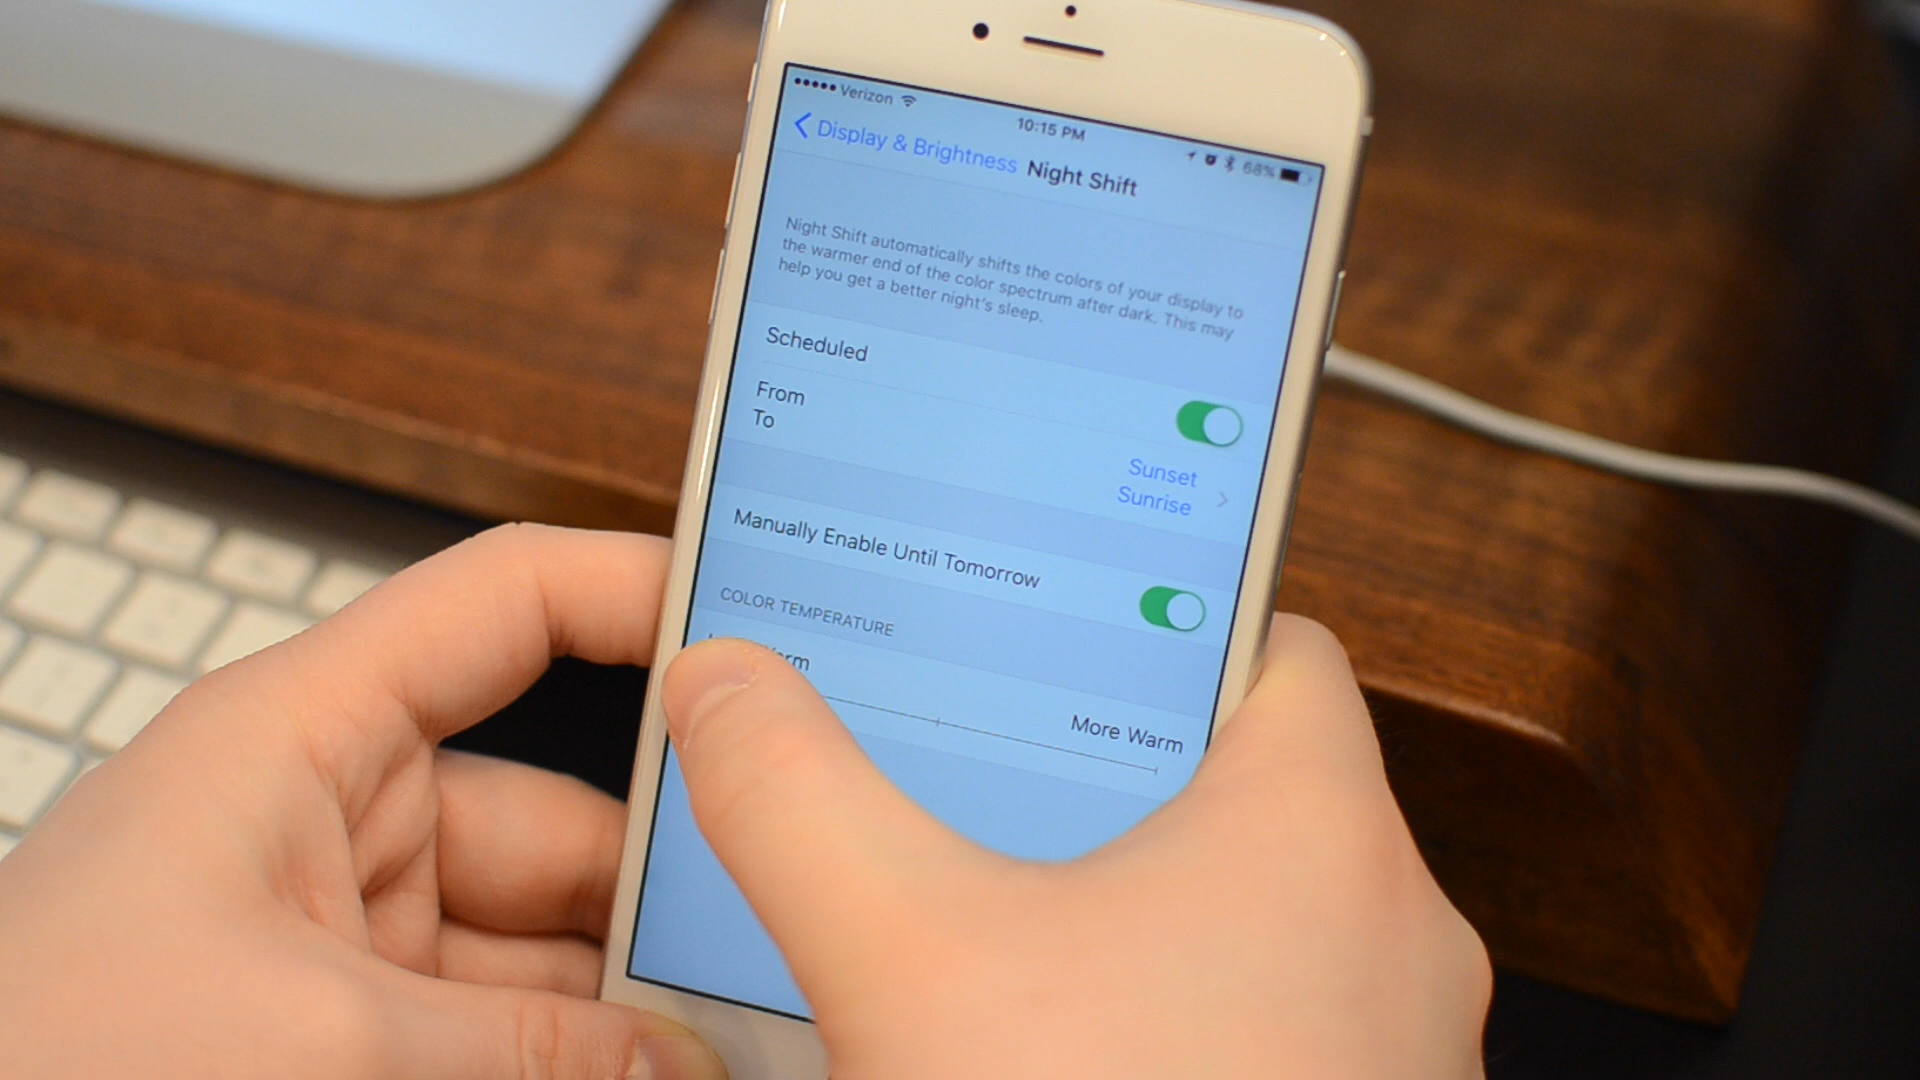 Verizon
10:15 PM
68%
Display & Brightness
Night Shift
Night Shift automatically shifts the colors of your display to
the warmer end of the color spectrum after dark. This may
help you get a better night's sleep.
Scheduled
From
To
Sunset
Sunrise
Manually Enable Until Tomorrow
COLOR TEMPERATURE
More Warm